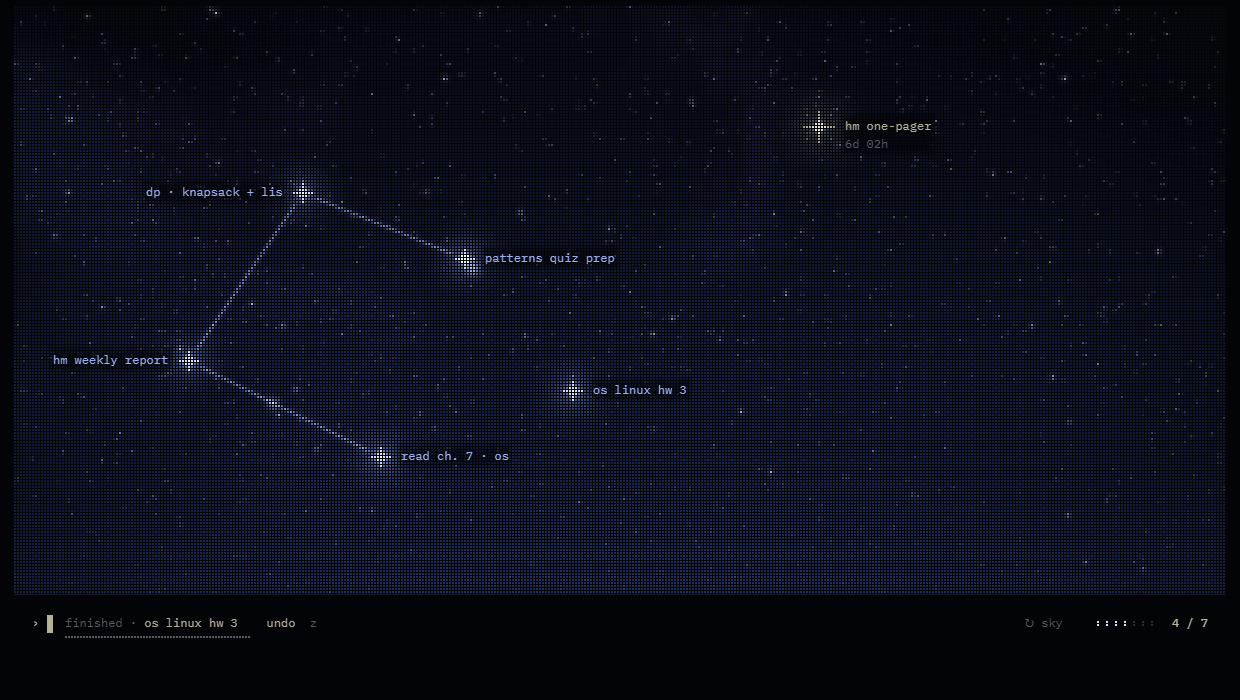 hm one-pager
6d 02h
dp · knapsack + lis
patterns quiz prep
hm weekly report
os linux hw 3
read ch. 7 · os
› finished · os linux hw 3 undo z
↻ sky 4 / 7